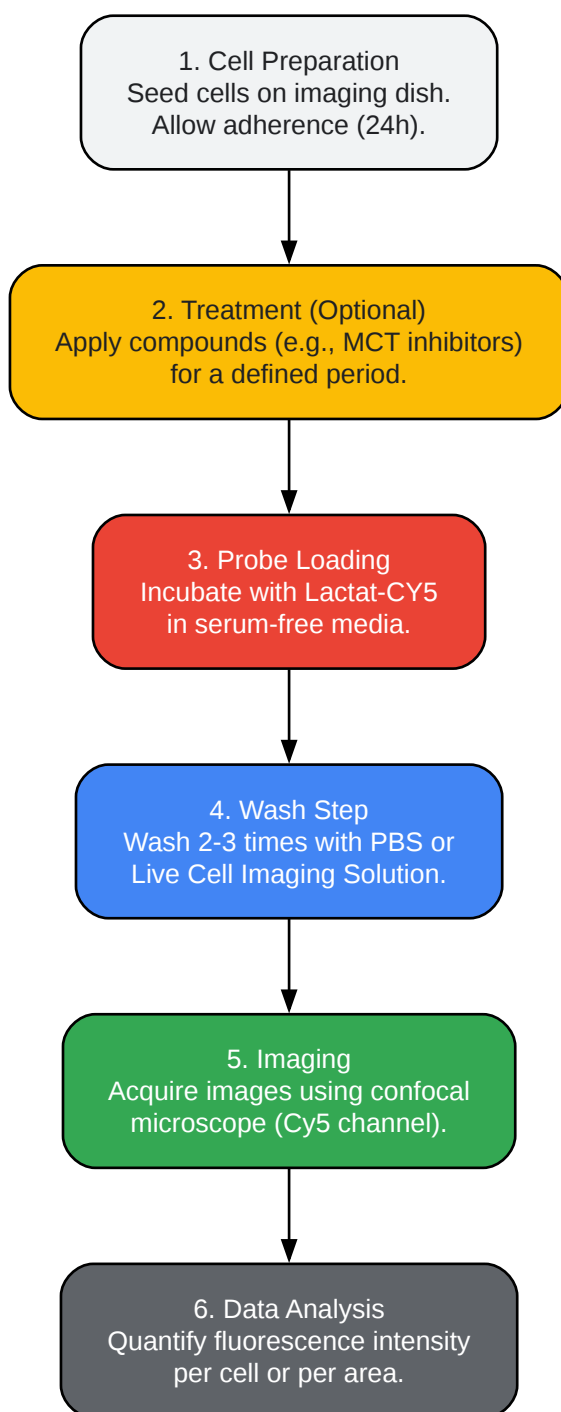 1. Cell Preparation
Seed cells on imaging dish.
Allow adherence (24h).
2. Treatment (Optional)
Apply compounds (e.g., MCT inhibitors)
for a defined period.
3. Probe Loading
Incubate with Lactat-CY5
in serum-free media.
4. Wash Step
Wash 2-3 times with PBS or
Live Cell Imaging Solution.
5. Imaging
Acquire images using confocal
microscope (Cy5 channel).
6. Data Analysis
Quantify fluorescence intensity
per cell or per area.